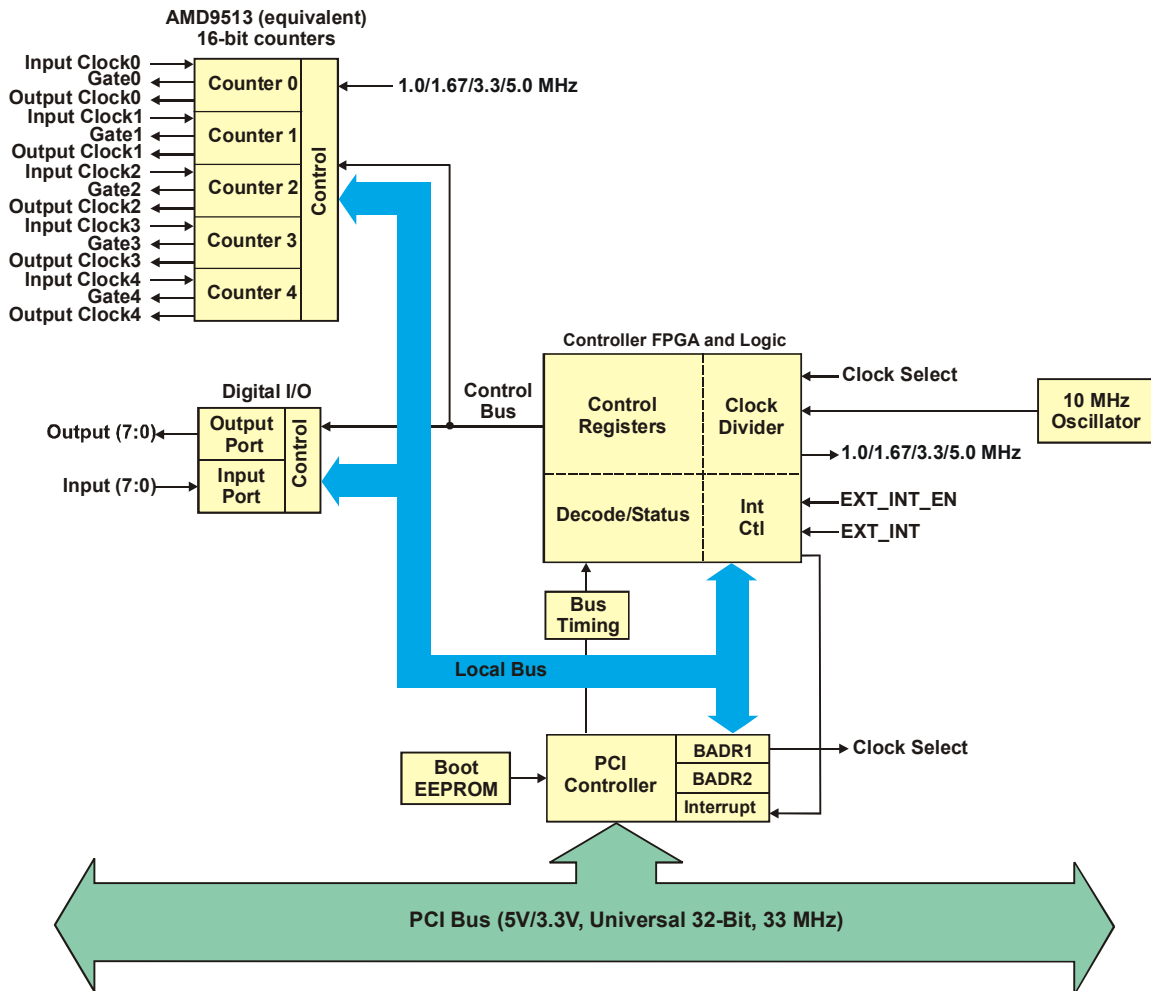 AMD9513 (equivalent)
16-bit counters
Input Clock0
Gate0
Output Clock0
Input Clock1
Gate1
Output Clock1
Input Clock2
Gate2
Output Clock2
Input Clock3
Gate3
Output Clock3
Input Clock4
Gate4
Output Clock4
Counter 0
Counter 1
Counter 2
Counter 3
Counter 4
Control
1.0/1.67/3.3/5.0 MHz
Digital I/O
Output (7:0)
Input (7:0)
Output
Port
Input
Port
Control
Control
Bus
Controller FPGA and Logic
Control
Registers
Clock
Divider
Decode/Status
Int
Ctl
Clock Select
10 MHz
Oscillator
1.0/1.67/3.3/5.0 MHz
EXT_INT_EN
EXT_INT
Bus
Timing
Local Bus
Boot
EEPROM
PCI
Controller
BADR1
BADR2
Interrupt
Clock Select
PCI Bus (5V/3.3V, Universal 32-Bit, 33 MHz)